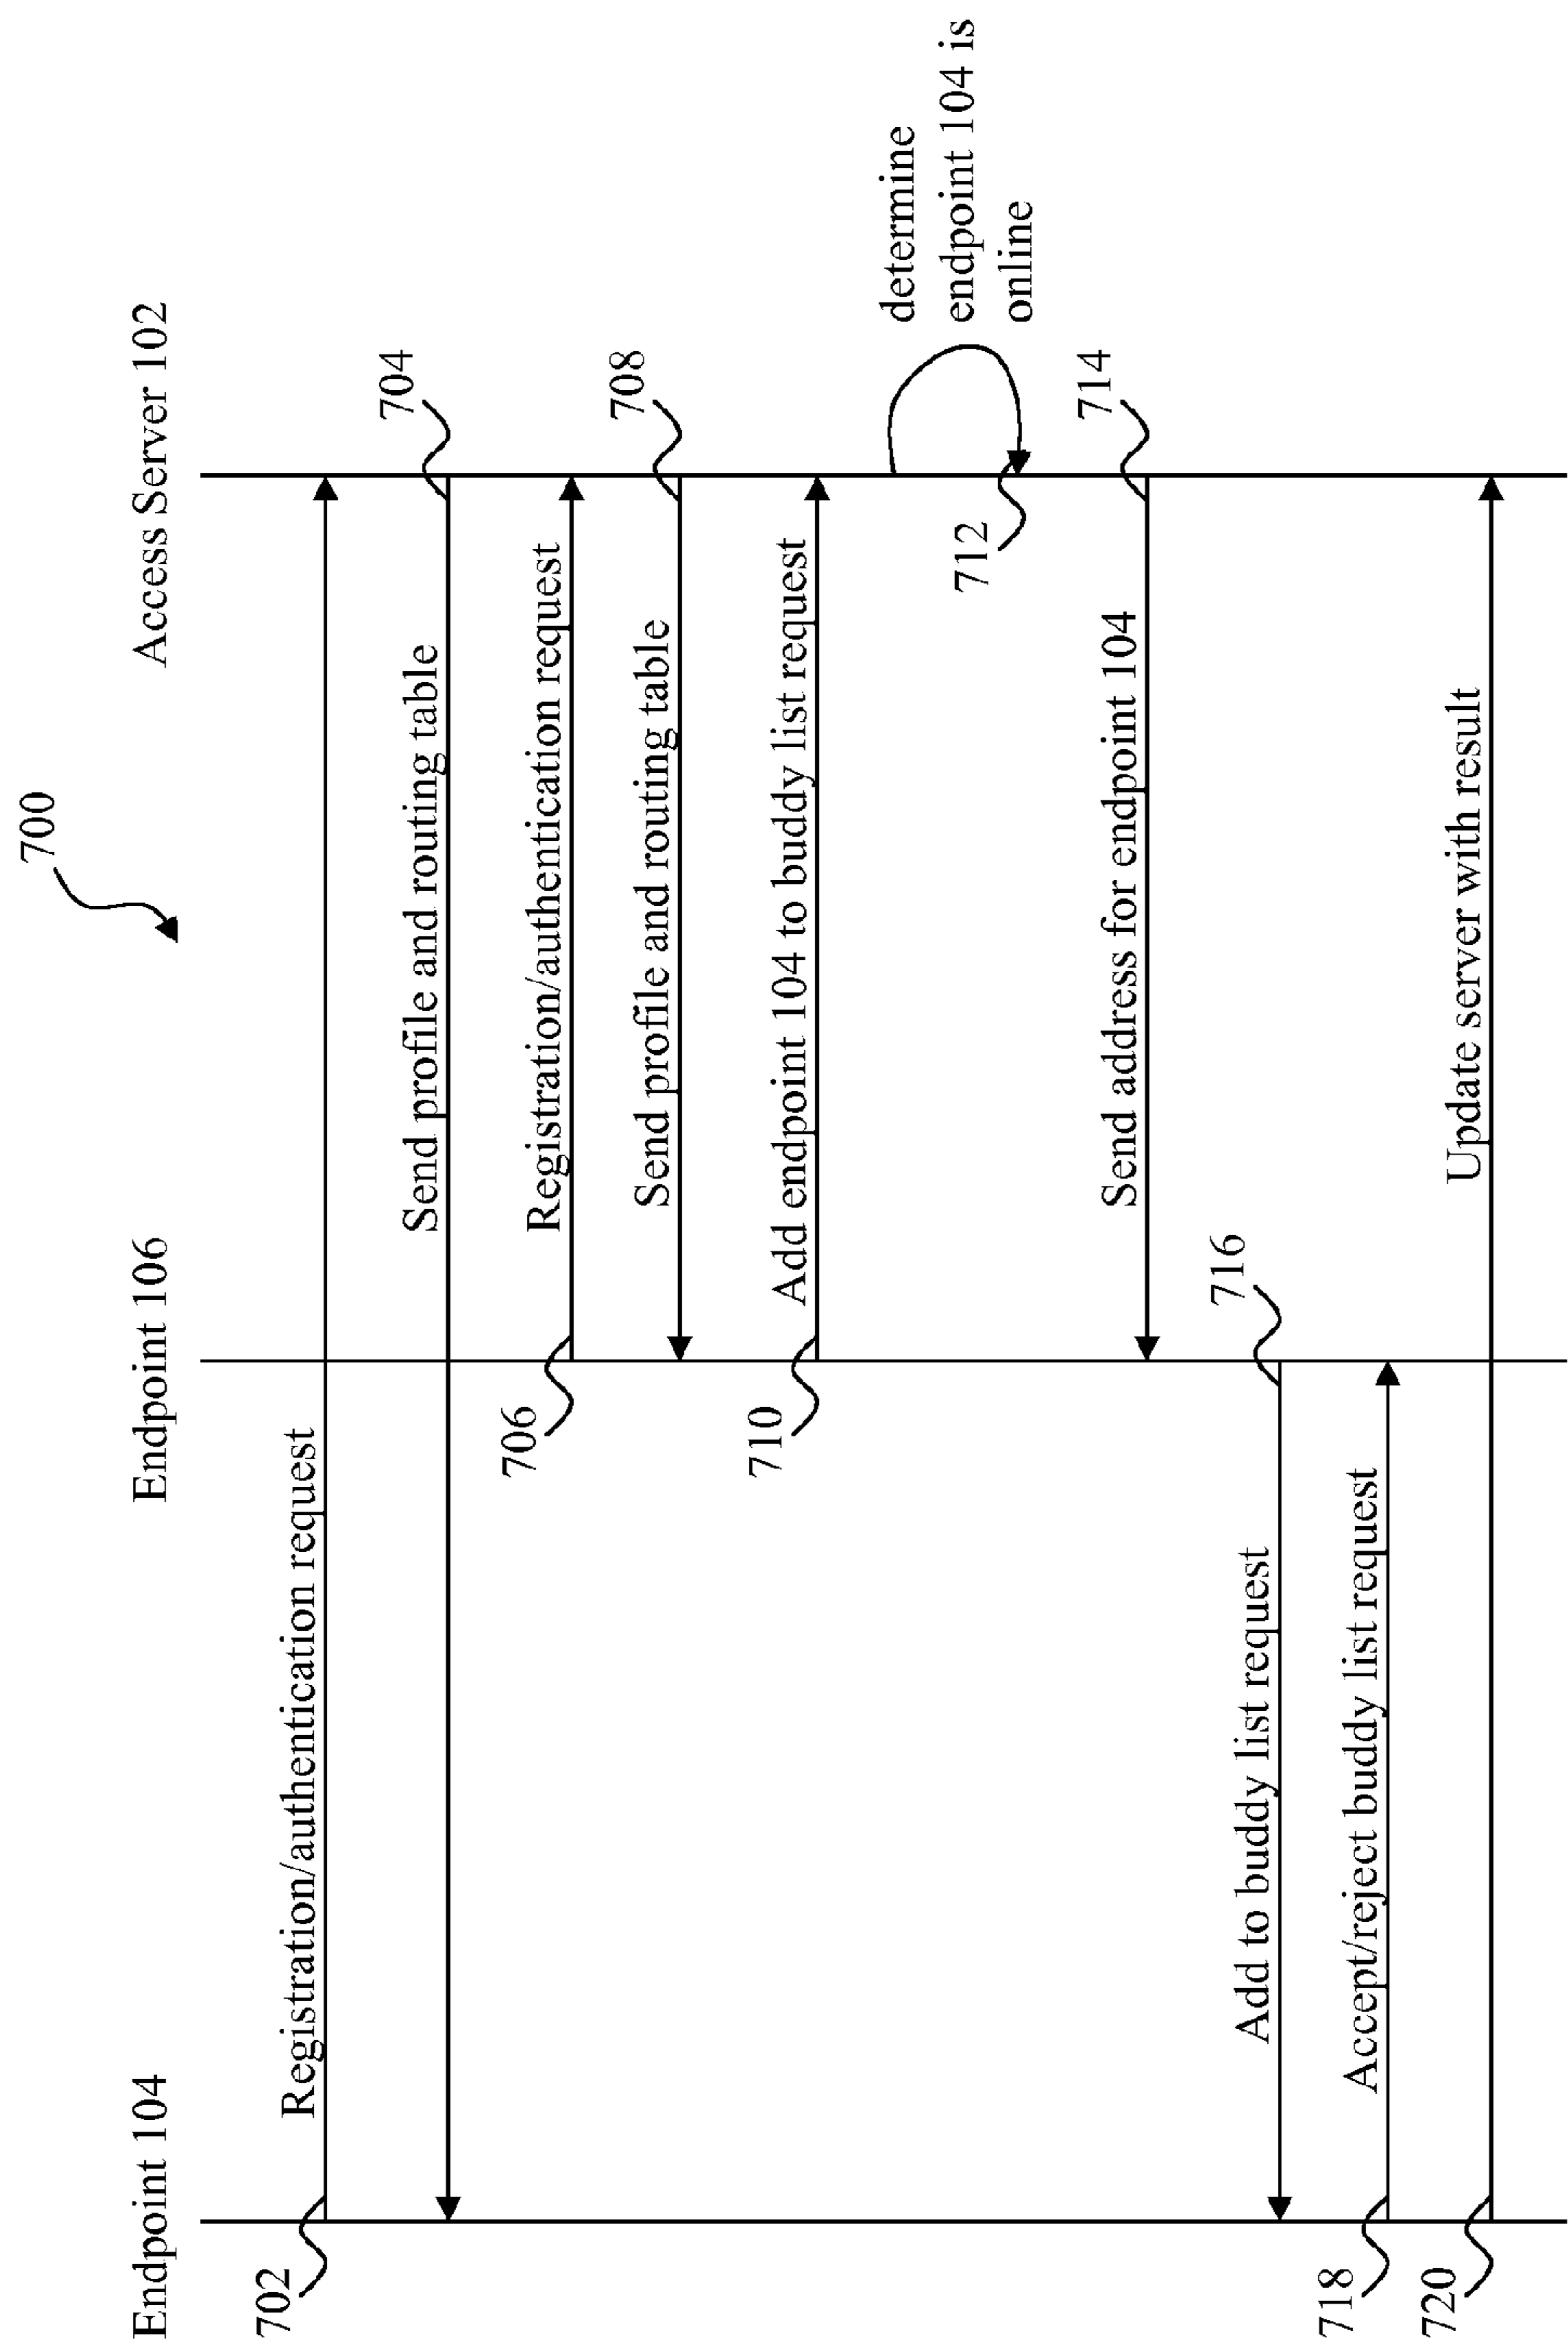 700
Endpoint 104
Endpoint 106
Access Server 102
702
Registration/authentication request
704
Send profile and routing table
706
Registration/authentication request
708
Send profile and routing table
710
Add endpoint 104 to buddy list request
determine
endpoint 104 is
online
712
714
Send address for endpoint 104
716
Add to buddy list request
718
Accept/reject buddy list request
720
Update server with result